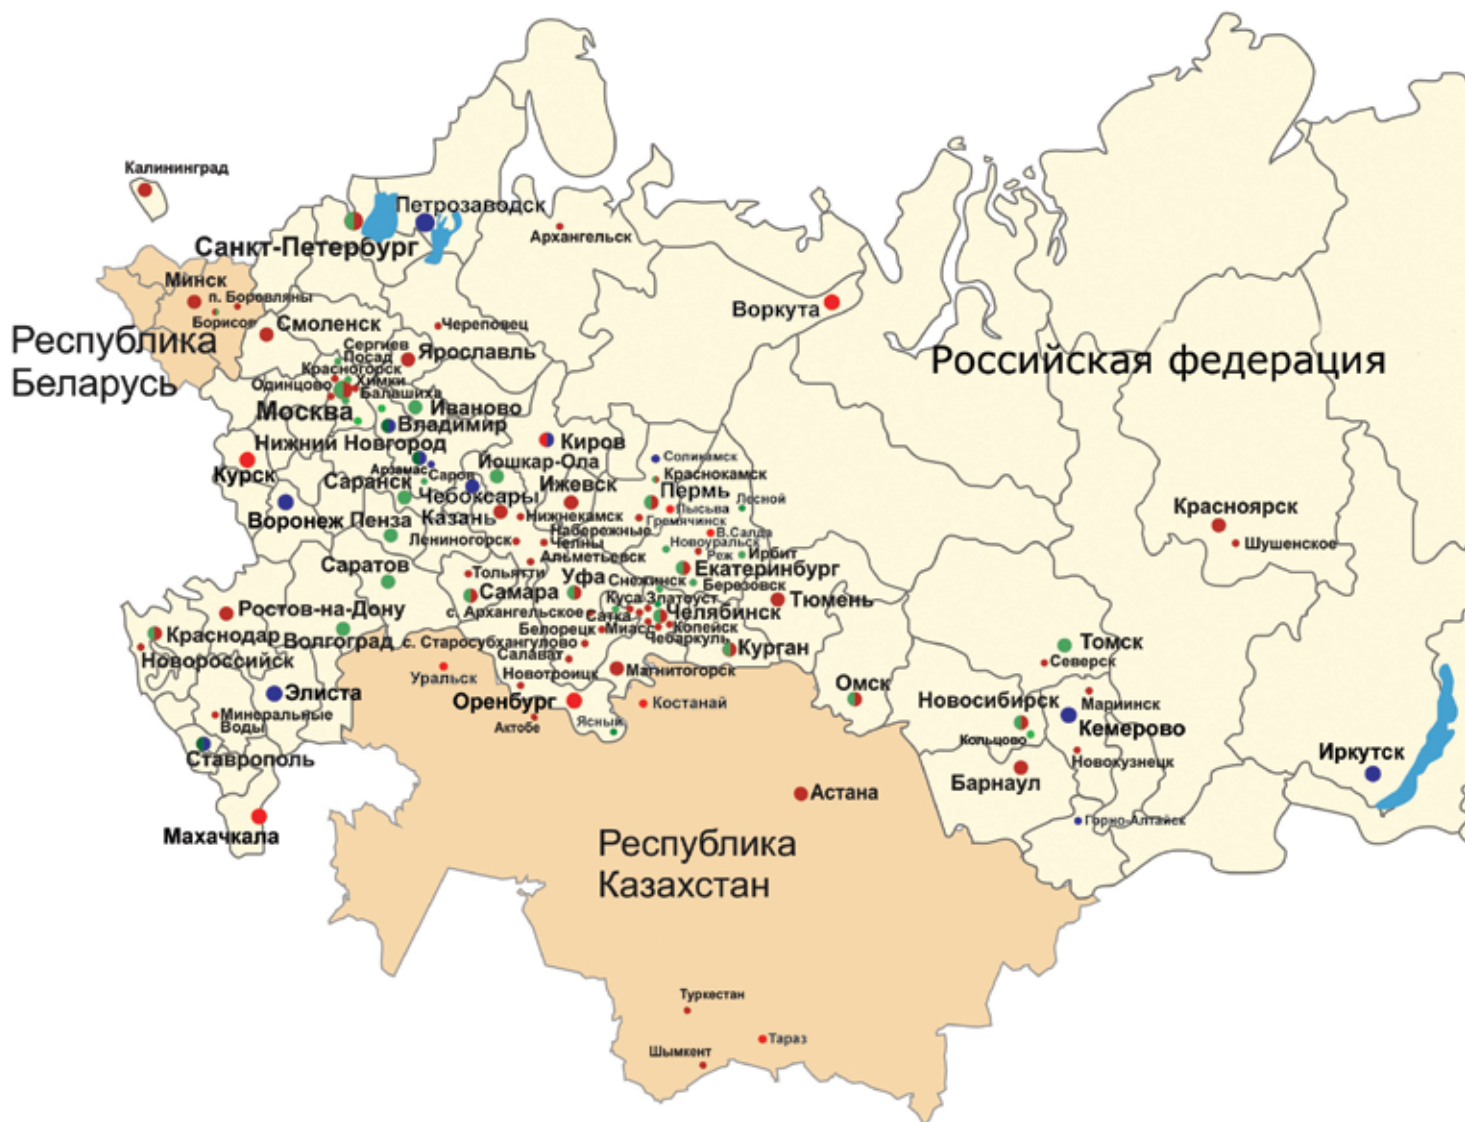 Калининград
Петрозаводск
Санкт-Петербург
Архангельск
Минск
п. Боровляны
Борисов
Воркута
Республика
Беларусь
Смоленск
Череповец
Сергиев
Посад
Ярославль
Российская федерация
Красногорск
Химки
Одинцово
Балашиха
Москва
Иваново
Владимир
Нижний Новгород
Киров
Курск
Арзамас
Саров
Йошкар-Ола
Соликамск
Краснокамск
Саранск
Чебоксары
Ижевск
Пермь
Лесной
Воронеж
Пенза
Казань
Нижнекамск
Пысьва
Гремячинск
Красноярск
Шушенское
Набережные
Челны
В.Салда
Лениногорск
Новоуральск
Реж
Ирбит
Альметьевск
Саратов
Тольятти
Уфа
Екатеринбург
Снежинск
Березовск
Самара
Куса
Златоуст
Тюмень
Ростов-на-Дону
с. Архангельское
Сатка
Челябинск
Краснодар
Волгоград
Белорецк
Миасс
Копейск
Чебаркуль
с. Старосубхангулово
Курган
Томск
Новороссийск
Салават
Северск
Уральск
Новотроицк
Магнитогорск
Элиста
Оренбург
Костанай
Омск
Новосибирск
Мариинск
Минеральные
Воды
Актобе
Ясный
Кемерово
Кольцово
Ставрополь
Новокузнецк
Иркутск
Барнаул
Астана
Горно-Алтайск
Махачкала
Республика
Казахстан
Туркестан
Тараз
Шымкент